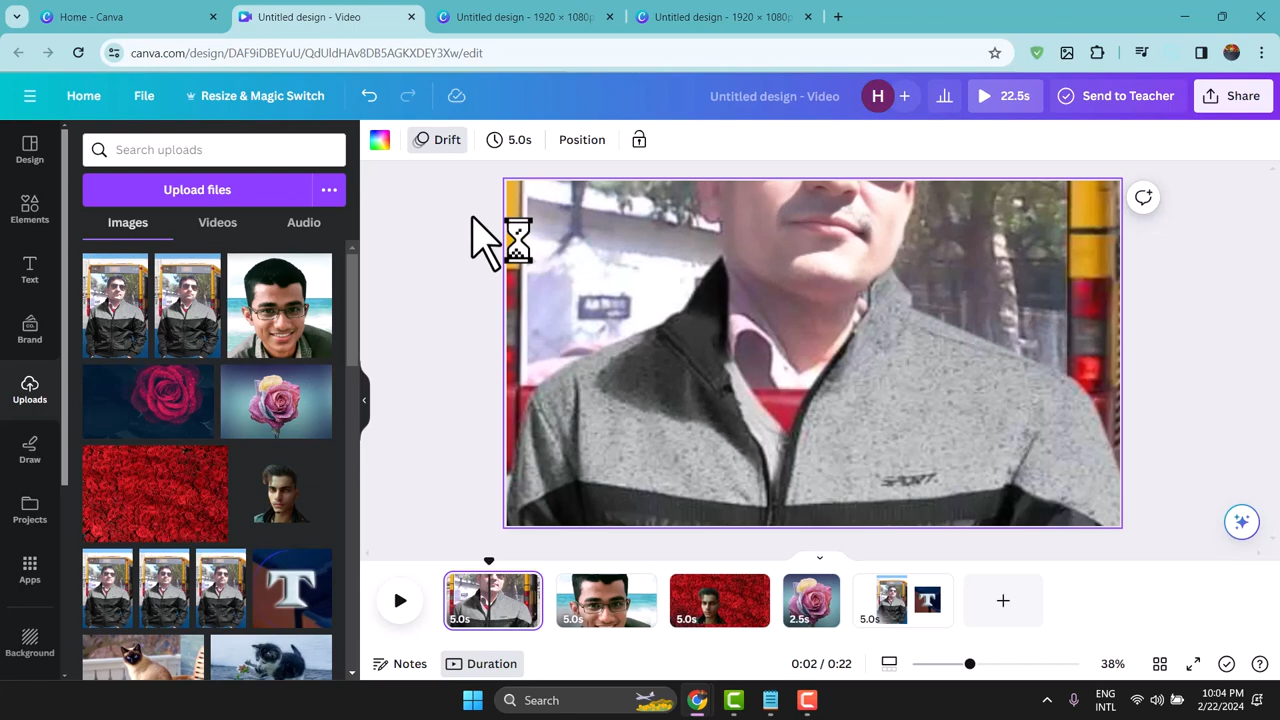 Home - Canva
Untitled design - Video
Untitled design - 1920 × 1080p
Untitled design - 1920 × 1080p
canva.com/design/DAF9iDBEYuU/QdUldHAv8DB5AGKXDEY3Xw/edit
Home
File
Resize & Magic Switch
Untitled design - Video
H
22.5s
Send to Teacher
Share
Design
Elements
Text
Brand
Uploads
Draw
Projects
Apps
Background
Search uploads
Upload files
Images
Videos
Audio
T
Drift
5.0s
Position
SPORT.
5.0s
5.0s
5.0s
2.5s
5.0s
T
Notes
Duration
0:02 / 0:22
38%
Search
ENG
INTL
10:04 PM
2/22/2024